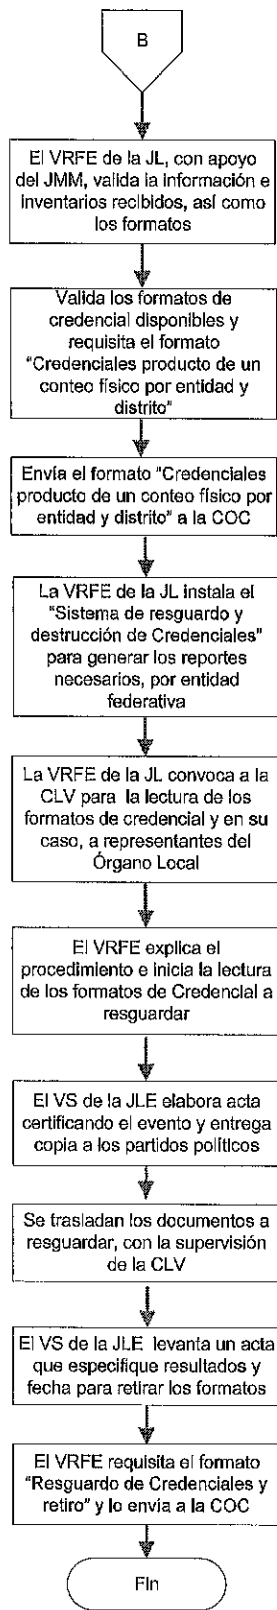 B
El VRFE de la JL, con apoyo
del JMM, valida la información e
inventarios recibidos, así como
los formatos
Valida los formatos de
credencial disponibles y
requisita el formato
"Credenciales producto de un
conteo físico por entidad y
distrito"
Envía el formato "Credenciales
producto de un conteo físico por
entidad y distrito" a la COC
La VRFE de la JL instala el
"Sistema de resguardo y
destrucción de Credenciales"
para generar los reportes
necesarios, por entidad
federativa
La VRFE de la JL convoca a la
CLV para la lectura de los
formatos de credencial y en su
caso, a representantes del
Órgano Local
El VRFE explica el
procedimiento e inicia la lectura
de los formatos de Credencial a
resguardar
El VS de la JLE elabora acta
certificando el evento y entrega
copia a los partidos políticos
Se trasladan los documentos a
resguardar, con la supervisión
de la CLV
El VS de la JLE levanta un acta
que especifique resultados y
fecha para retirar los formatos
El VRFE requisita el formato
"Resguardo de Credenciales y
retiro" y lo envía a la COC
Fin